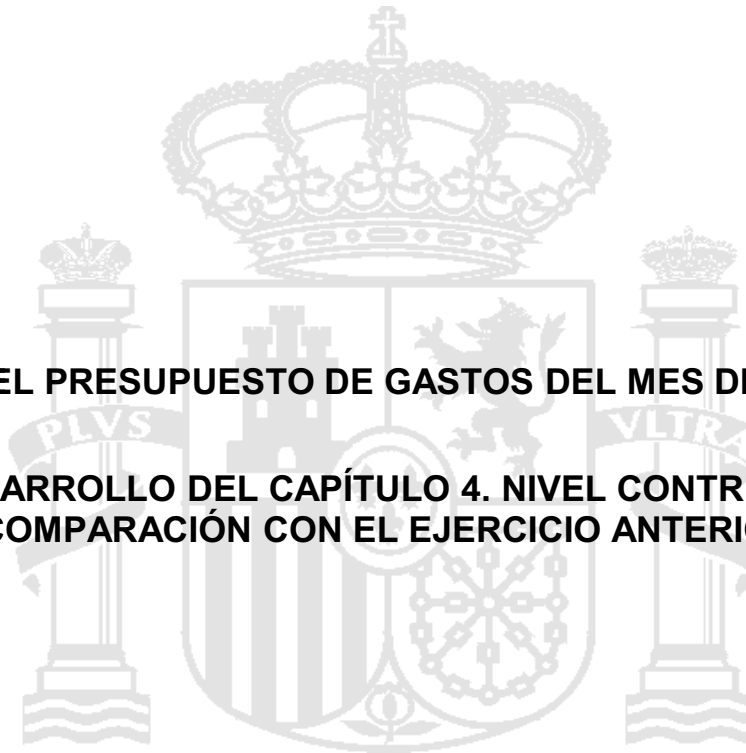 EL PRESUPUESTO DE GASTOS DEL MES DE
PLVS
VLTRA
ARROLLO DEL CAPÍTULO 4. NIVEL CONTR
COMPARACIÓN CON EL EJERCICIO ANTERIO